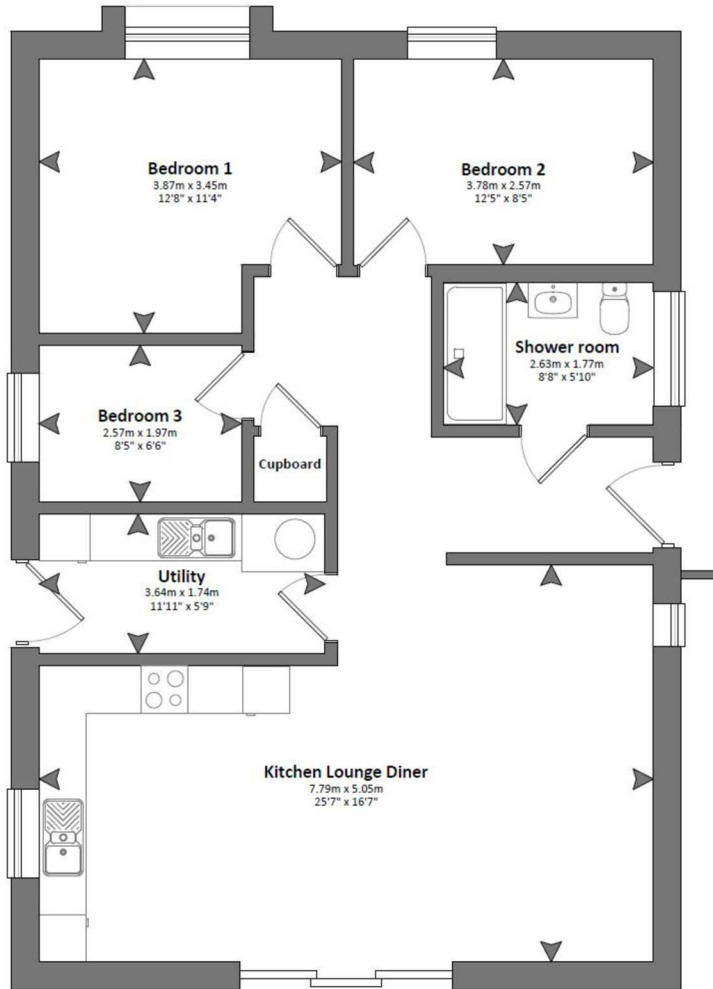 Bedroom 1
3.87m x 3.45m
12'8" x 11'4"
Bedroom 2
3.78m x 2.57m
12'5" x 8'5"
Shower room
2.63m x 1.77m
8'8" x 5'10"
Bedroom 3
2.57m x 1.97m
8'5" x 6'6"
Cupboard
Utility
3.64m x 1.74m
11'11" x 5'9"
Kitchen Lounge Diner
7.79m x 5.05m
25'7" x 16'7"